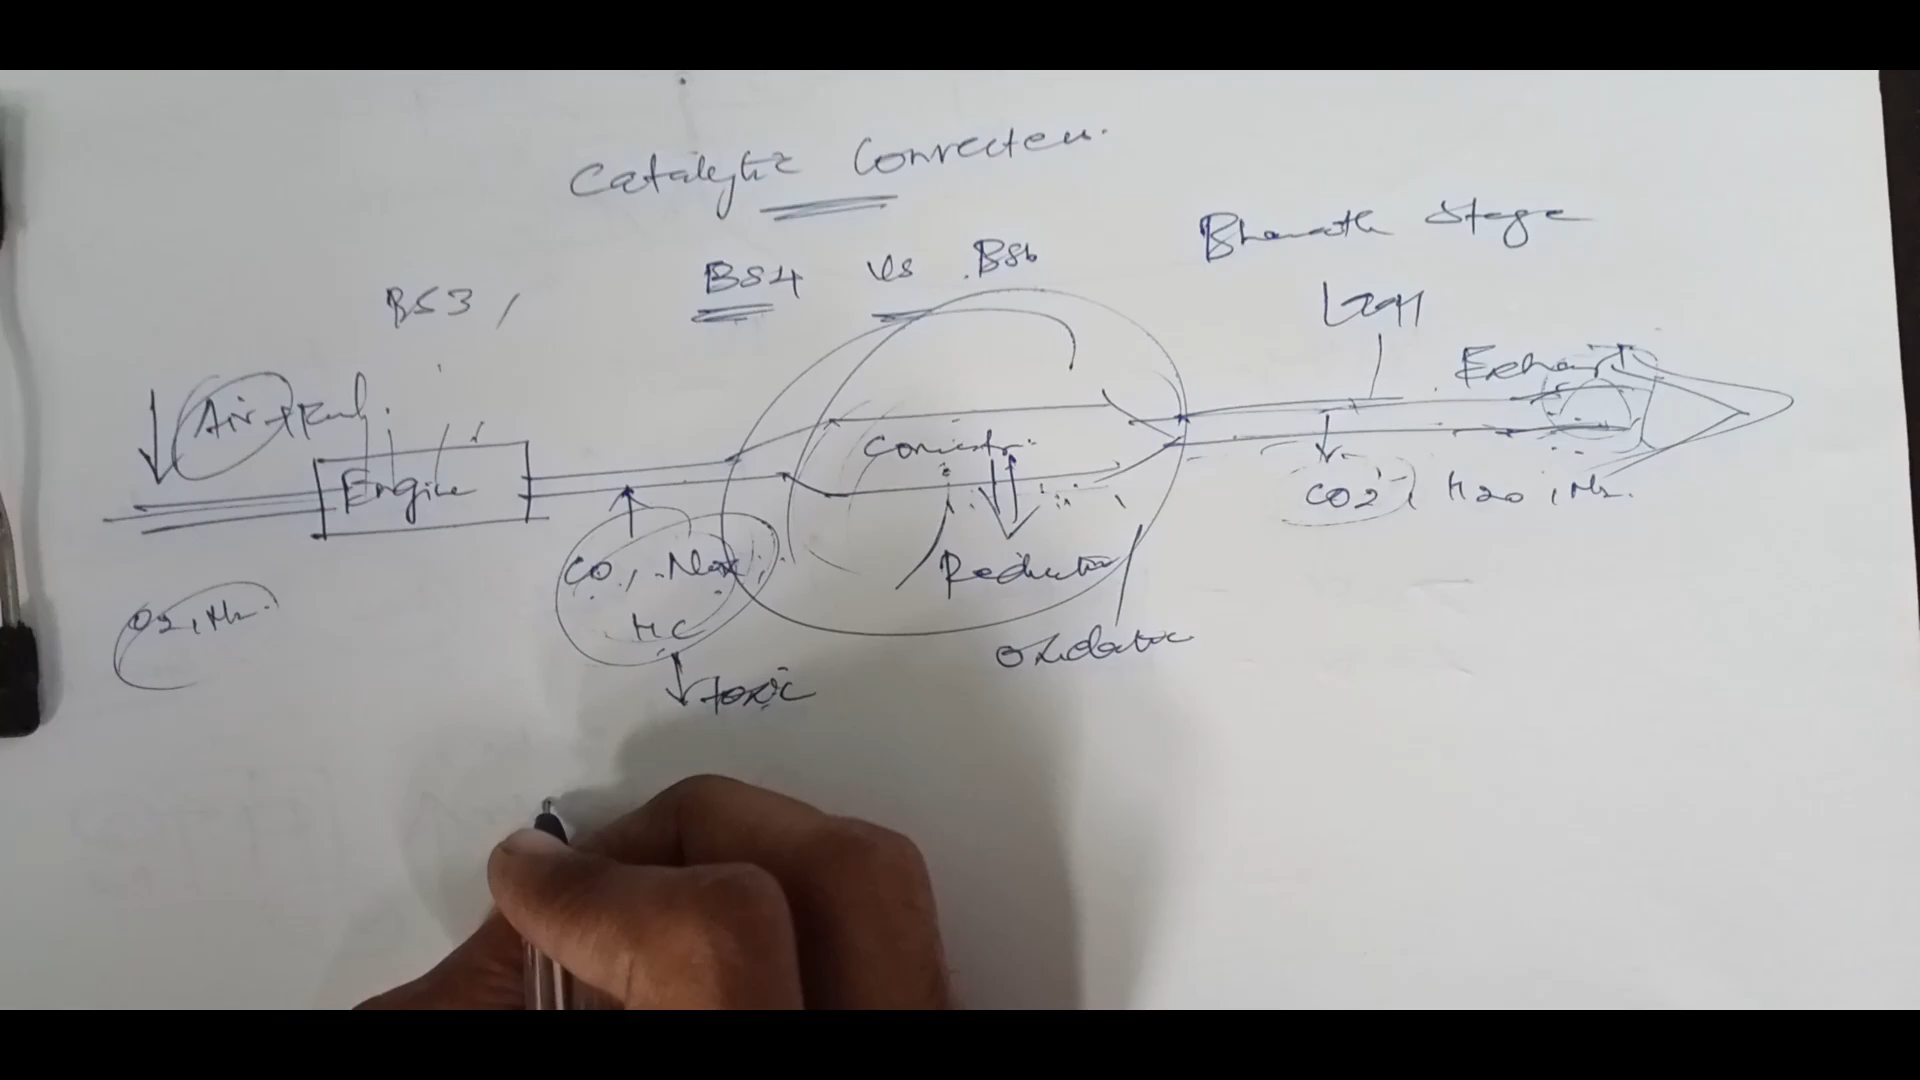 Catalytic Converter.
Bharath Stage
BS4 vs BS6
BS3,
Air + Fuel
Exhaust
Engine
CO2, H2O, N2.
CO, Nox,
HC
Reduction
O2, N2.
Oxidation
toxic